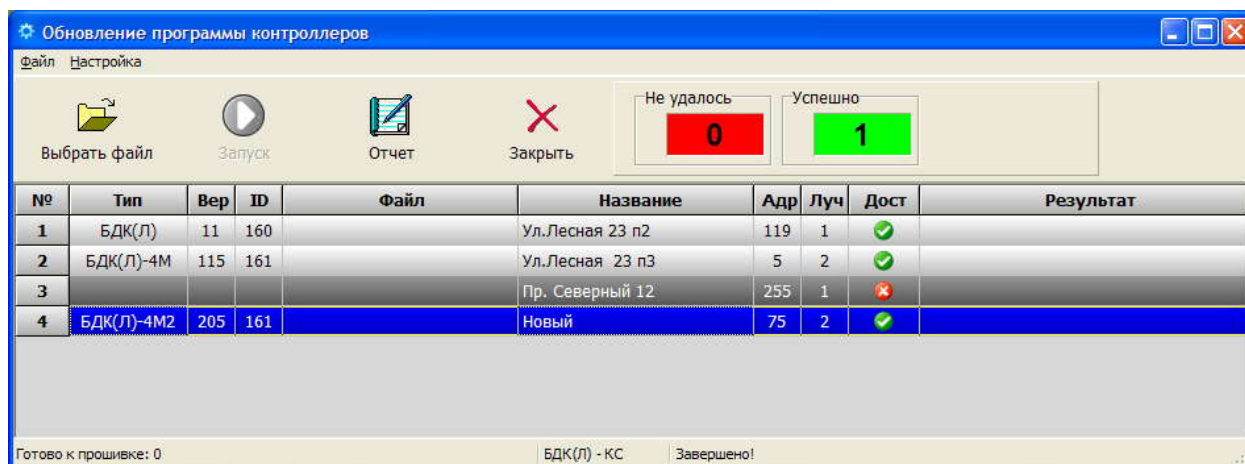 Обновление программы контроллеров
Файл Настройка
Не удалось Успешно
0 1
Выбрать файл Запуск Отчет Закрыть
№ Тип Вер ID Файл Название Адр Луч Дост Результат
1 БДК(Л) 11 160 Ул.Лесная 23 п2 119 1
2 БДК(Л)-4М 115 161 Ул.Лесная 23 п3 5 2
3 Пр. Северный 12 255 1
4 БДК(Л)-4М2 205 161 Новый 75 2
Готово к прошивке: 0 БДК(Л) - КС Завершено!